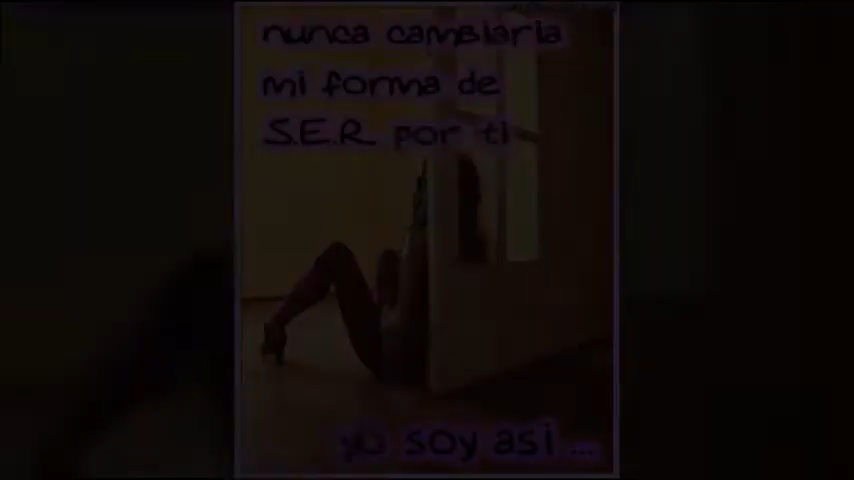 nunca cambiaria
mi forma de
S.E.R por ti
yo soy asi ...